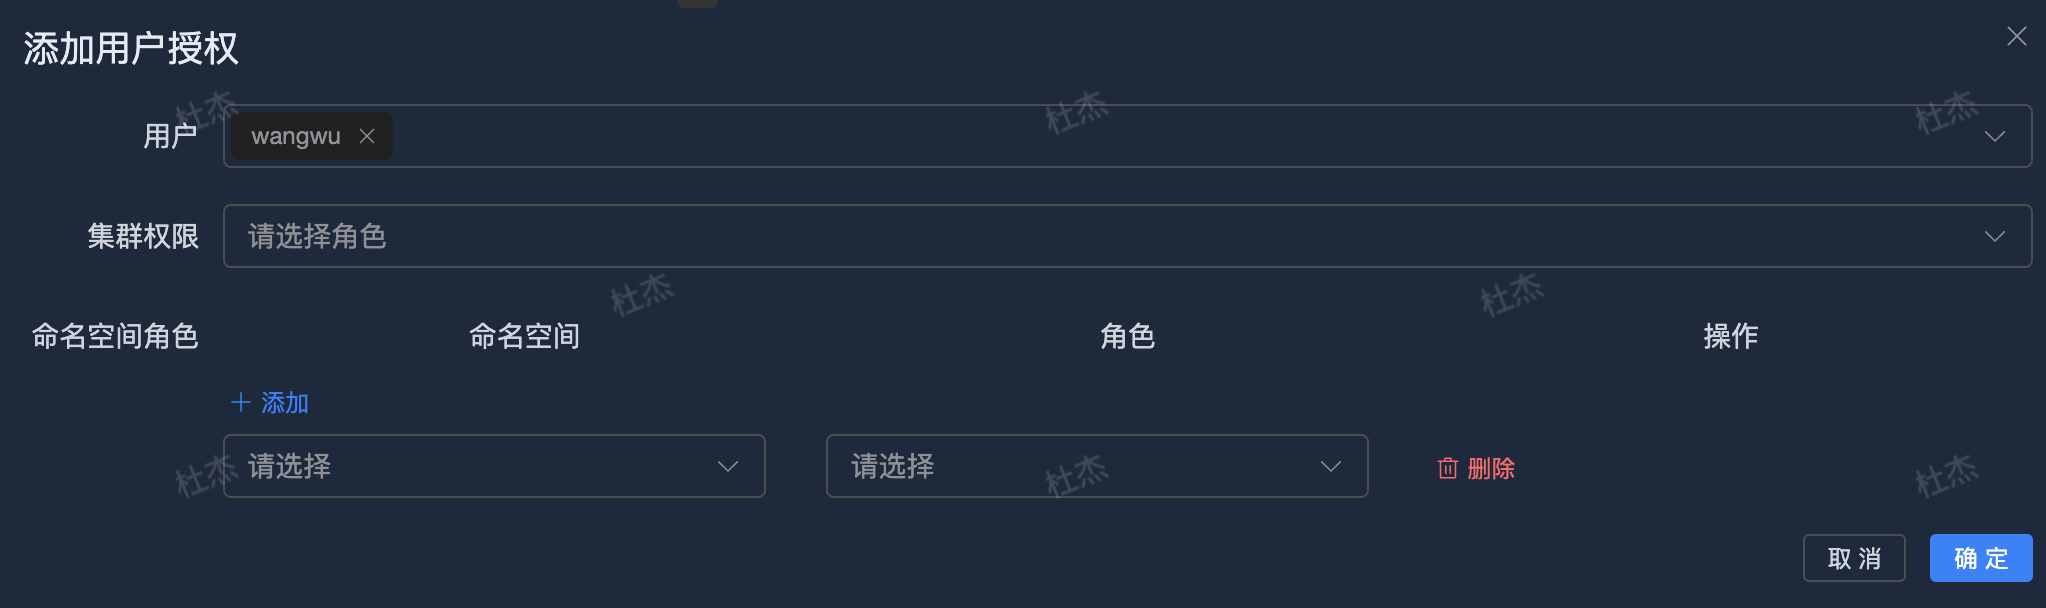 添加用户授权
用户
wangwu
集群权限
请选择角色
命名空间角色
命名空间
角色
操作
添加
请选择
请选择
删除
取消
确定
杜杰
杜杰
杜杰
杜杰
杜杰
杜杰
杜杰
杜杰